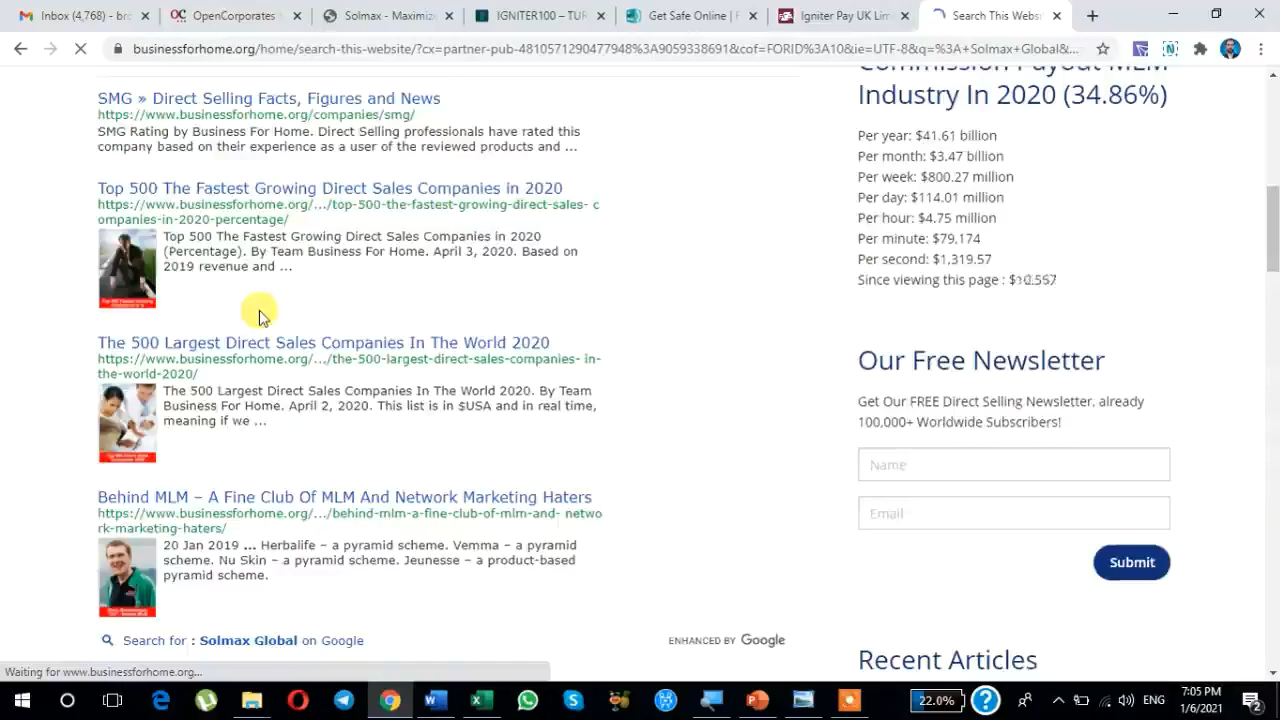 Inbox (4,768) - bro
OpenCorporates
Solmax - Maximize
IGNITER100 – TUR
Get Safe Online | F
Igniter Pay UK Lim
Search This Websi
businessforhome.org/home/search-this-website/?cx=partner-pub-4810571290477948%3A9059338691&cof=FORID%3A10&ie=UTF-8&q=%3A+Solmax+Global&...
SMG » Direct Selling Facts, Figures and News
https://www.businessforhome.org/companies/smg/
SMG Rating by Business For Home. Direct Selling professionals have rated this
company based on their experience as a user of the reviewed products and ...
Top 500 The Fastest Growing Direct Sales Companies in 2020
https://www.businessforhome.org/.../top-500-the-fastest-growing-direct-sales- c
ompanies-in-2020-percentage/
Top 500 The Fastest Growing Direct Sales Companies in 2020
(Percentage). By Team Business For Home. April 3, 2020. Based on
2019 revenue and ...
The 500 Largest Direct Sales Companies In The World 2020
https://www.businessforhome.org/.../the-500-largest-direct-sales-companies- in-
the-world-2020/
The 500 Largest Direct Sales Companies In The World 2020. By Team
Business For Home. April 2, 2020. This list is in $USA and in real time,
meaning if we ...
Behind MLM – A Fine Club Of MLM And Network Marketing Haters
https://www.businessforhome.org/.../behind-mlm-a-fine-club-of-mlm-and- netwo
rk-marketing-haters/
20 Jan 2019 ... Herbalife – a pyramid scheme. Vemma – a pyramid
scheme. Nu Skin – a pyramid scheme. Jeunesse – a product-based
pyramid scheme.
Search for : Solmax Global on Google
ENHANCED BY Google
Commission Payout MLM
Industry In 2020 (34.86%)
Per year: $41.61 billion
Per month: $3.47 billion
Per week: $800.27 million
Per day: $114.01 million
Per hour: $4.75 million
Per minute: $79,174
Per second: $1,319.57
Since viewing this page :
Our Free Newsletter
Get Our FREE Direct Selling Newsletter, already
100,000+ Worldwide Subscribers!
Name
Email
Submit
Recent Articles
Waiting for www.businessforhome.org...
22.0%
ENG
7:05 PM
1/6/2021